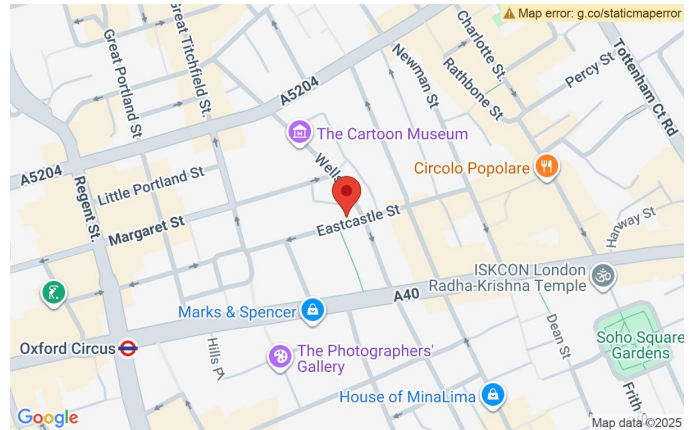 Map error: g.co/staticmaperror
Great Portland St.
Great Titchfield St.
A5204
Newman St
Charlotte St.
Rathbone St.
Percy St.
Tottenham Ct Rd
The Cartoon Museum
Wells
Circolo Popolare
A5204
Little Portland St
Regent St.
Margaret St
Eastcastle St
Hanway St
ISKCON London
Radha-Krishna Temple
A40
Marks & Spencer
Oxford Circus
Hills Pl
The Photographers'
Gallery
Dean St
Soho Square
Gardens
House of MinaLima
Frith
Google
Map data ©2025